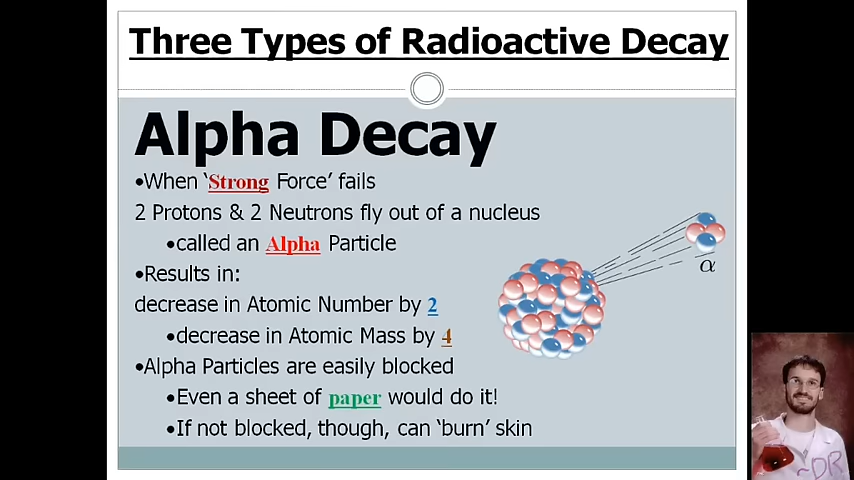 Three Types of Radioactive Decay
Alpha Decay
•When ‘Strong Force’ fails
2 Protons & 2 Neutrons fly out of a nucleus
•called an Alpha Particle
•Results in:
decrease in Atomic Number by 2
•decrease in Atomic Mass by 4
•Alpha Particles are easily blocked
•Even a sheet of paper would do it!
•If not blocked, though, can ‘burn’ skin
α
~DR